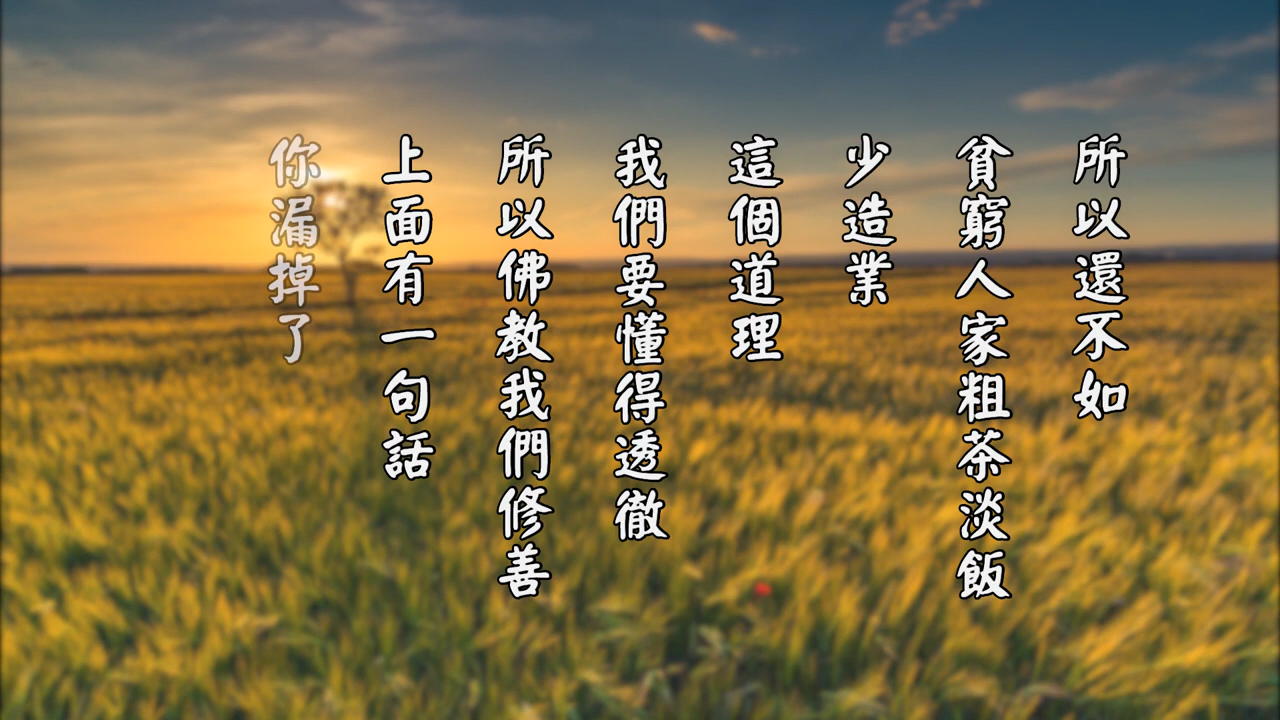 所以還不如
貧窮人家粗茶淡飯
少造業
這個道理
我們要懂得透徹
所以佛教我們修善
上面有一句話
你漏掉了